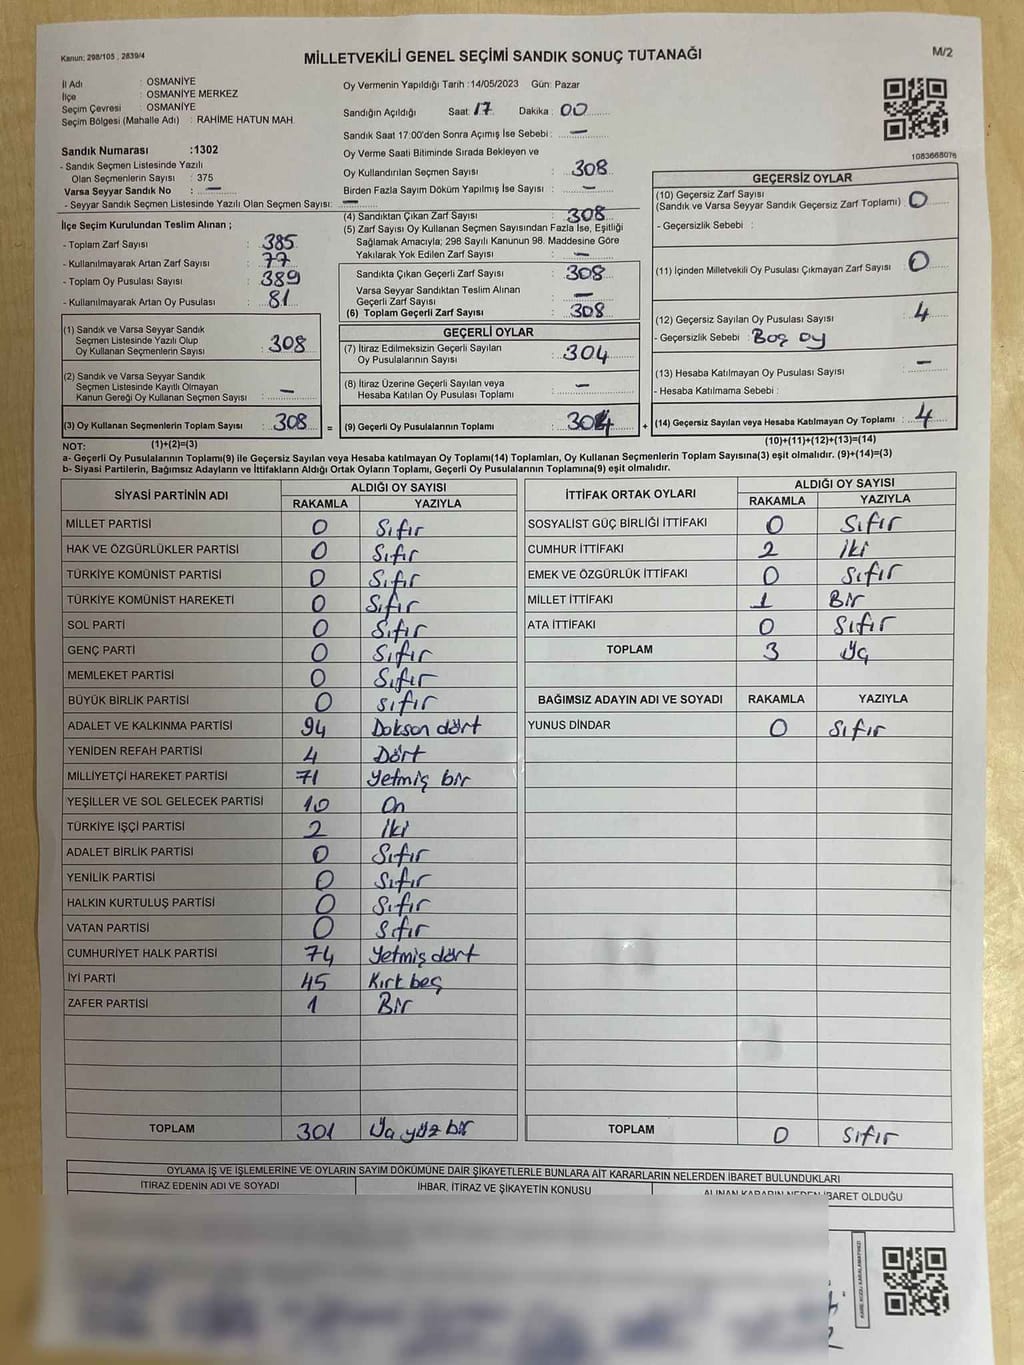 Kanun; 298/105 , 2839/4
MİLLETVEKİLİ GENEL SEÇİMİ SANDIK SONUÇ TUTANAĞI
M/2
İl Adı : OSMANİYE
İlçe : OSMANİYE MERKEZ
Seçim Çevresi : OSMANİYE
Seçim Bölgesi (Mahalle Adı) : RAHİME HATUN MAH.
Oy Vermenin Yapıldığı Tarih :14/05/2023 Gün: Pazar
Sandığın Açıldığı Saat: 17 Dakika: 00
Sandık Saat 17:00'den Sonra Açımış İse Sebebi : —
Sandık Numarası :1302
- Sandık Seçmen Listesinde Yazılı
Olan Seçmenlerin Sayısı : 375
Varsa Seyyar Sandık No : —
- Seyyar Sandık Seçmen Listesinde Yazılı Olan Seçmen Sayısı: —
Oy Verme Saati Bitiminde Sırada Bekleyen ve
Oy Kullandırılan Seçmen Sayısı : 308
Birden Fazla Sayım Döküm Yapılmış İse Sayısı : —
1083668076
İlçe Seçim Kurulundan Teslim Alınan ;
- Toplam Zarf Sayısı : 385
- Kullanılmayarak Artan Zarf Sayısı : 77
- Toplam Oy Pusulası Sayısı : 389
- Kullanılmayarak Artan Oy Pusulası : 81
(4) Sandıktan Çıkan Zarf Sayısı : 308
(5) Zarf Sayısı Oy Kullanan Seçmen Sayısından Fazla İse, Eşitliği
Sağlamak Amacıyla; 298 Sayılı Kanunun 98. Maddesine Göre
Yakılarak Yok Edilen Zarf Sayısı : —
Sandıkta Çıkan Geçerli Zarf Sayısı : 308
Varsa Seyyar Sandıktan Teslim Alınan
Geçerli Zarf Sayısı : —
(6) Toplam Geçerli Zarf Sayısı : 308
GEÇERSİZ OYLAR
(10) Geçersiz Zarf Sayısı
(Sandık ve Varsa Seyyar Sandık Geçersiz Zarf Toplamı) : 0
- Geçersizlik Sebebi :
(11) İçinden Milletvekili Oy Pusulası Çıkmayan Zarf Sayısı : 0
(12) Geçersiz Sayılan Oy Pusulası Sayısı : 4
- Geçersizlik Sebebi : Boş oy
(13) Hesaba Katılmayan Oy Pusulası Sayısı : —
- Hesaba Katılmama Sebebi :
(14) Geçersiz Sayılan veya Hesaba Katılmayan Oy Toplamı : 4
(1) Sandık ve Varsa Seyyar Sandık
Seçmen Listesinde Yazılı Olup
Oy Kullanan Seçmenlerin Sayısı : 308
(2) Sandık ve Varsa Seyyar Sandık
Seçmen Listesinde Kayıtlı Olmayan
Kanun Gereği Oy Kullanan Seçmen Sayısı : —
(3) Oy Kullanan Seçmenlerin Toplam Sayısı : 308 =
GEÇERLİ OYLAR
(7) İtiraz Edilmeksizin Geçerli Sayılan
Oy Pusulalarının Sayısı : 304
(8) İtiraz Üzerine Geçerli Sayılan veya
Hesaba Katılan Oy Pusulası Toplamı : —
(9) Geçerli Oy Pusulalarının Toplamı : 304 +
NOT: (1)+(2)=(3) (10)+(11)+(12)+(13)=(14)
a- Geçerli Oy Pusulalarının Toplamı(9) ile Geçersiz Sayılan veya Hesaba katılmayan Oy Toplamı(14) Toplamları, Oy Kullanan Seçmenlerin Toplam Sayısına(3) eşit olmalıdır. (9)+(14)=(3)
b- Siyasi Partilerin, Bağımsız Adayların ve İttifakların Aldığı Ortak Oyların Toplamı, Geçerli Oy Pusulalarının Toplamına(9) eşit olmalıdır.
SİYASİ PARTİNİN ADI ALDIĞI OY SAYISI
RAKAMLA YAZIYLA
MİLLET PARTİSİ 0 Sıfır
HAK VE ÖZGÜRLÜKLER PARTİSİ 0 Sıfır
TÜRKİYE KOMÜNİST PARTİSİ 0 Sıfır
TÜRKİYE KOMÜNİST HAREKETİ 0 Sıfır
SOL PARTİ 0 Sıfır
GENÇ PARTİ 0 Sıfır
MEMLEKET PARTİSİ 0 Sıfır
BÜYÜK BİRLİK PARTİSİ 0 sıfır
ADALET VE KALKINMA PARTİSİ 94 Doksan dört
YENİDEN REFAH PARTİSİ 4 Dört
MİLLİYETÇİ HAREKET PARTİSİ 71 Yetmiş bir
YEŞİLLER VE SOL GELECEK PARTİSİ 10 On
TÜRKİYE İŞÇİ PARTİSİ 2 İki
ADALET BİRLİK PARTİSİ 0 Sıfır
YENİLİK PARTİSİ 0 Sıfır
HALKIN KURTULUŞ PARTİSİ 0 Sıfır
VATAN PARTİSİ 0 Sıfır
CUMHURİYET HALK PARTİSİ 74 Yetmiş dört
İYİ PARTİ 45 Kırk beş
ZAFER PARTİSİ 1 Bir
TOPLAM 301 Üç yüz bir
İTTİFAK ORTAK OYLARI ALDIĞI OY SAYISI
RAKAMLA YAZIYLA
SOSYALİST GÜÇ BİRLİĞİ İTTİFAKI 0 Sıfır
CUMHUR İTTİFAKI 2 İki
EMEK VE ÖZGÜRLÜK İTTİFAKI 0 Sıfır
MİLLET İTTİFAKI 1 Bir
ATA İTTİFAKI 0 Sıfır
TOPLAM 3 Üç
BAĞIMSIZ ADAYIN ADI VE SOYADI RAKAMLA YAZIYLA
YUNUS DİNDAR 0 Sıfır
TOPLAM 0 Sıfır
OYLAMA İŞ VE İŞLEMLERİNE VE OYLARIN SAYIM DÖKÜMÜNE DAİR ŞİKAYETLERLE BUNLARA AİT KARARLARIN NELERDEN İBARET BULUNDUKLARI
İTİRAZ EDENİN ADI VE SOYADI İHBAR, İTİRAZ VE ŞİKAYETİN KONUSU ALINAN KARARIN NEDEN İBARET OLDUĞU